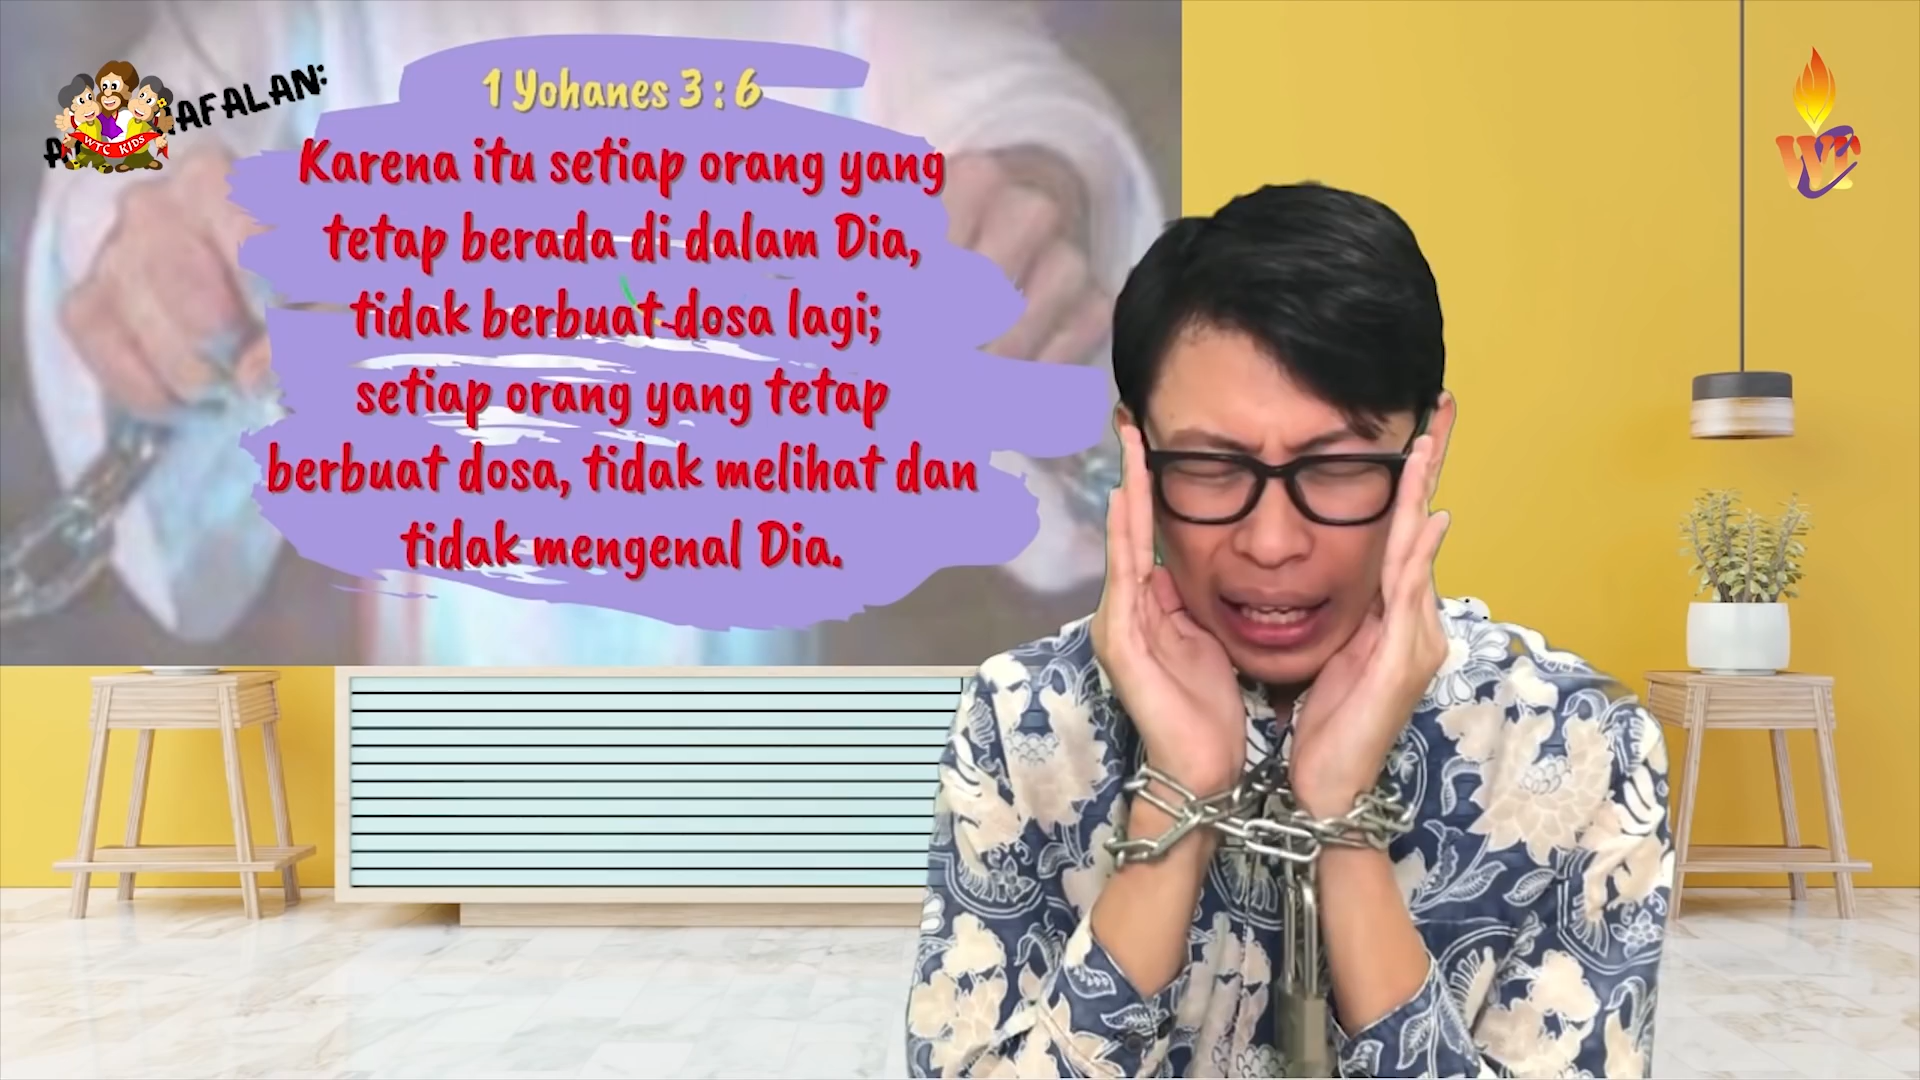 AFALAN:
WTC KIDS
1 Yohanes 3 : 6
Karena itu setiap orang yang
tetap berada di dalam Dia,
tidak berbuat dosa lagi;
setiap orang yang tetap
berbuat dosa, tidak melihat dan
tidak mengenal Dia.
WTC